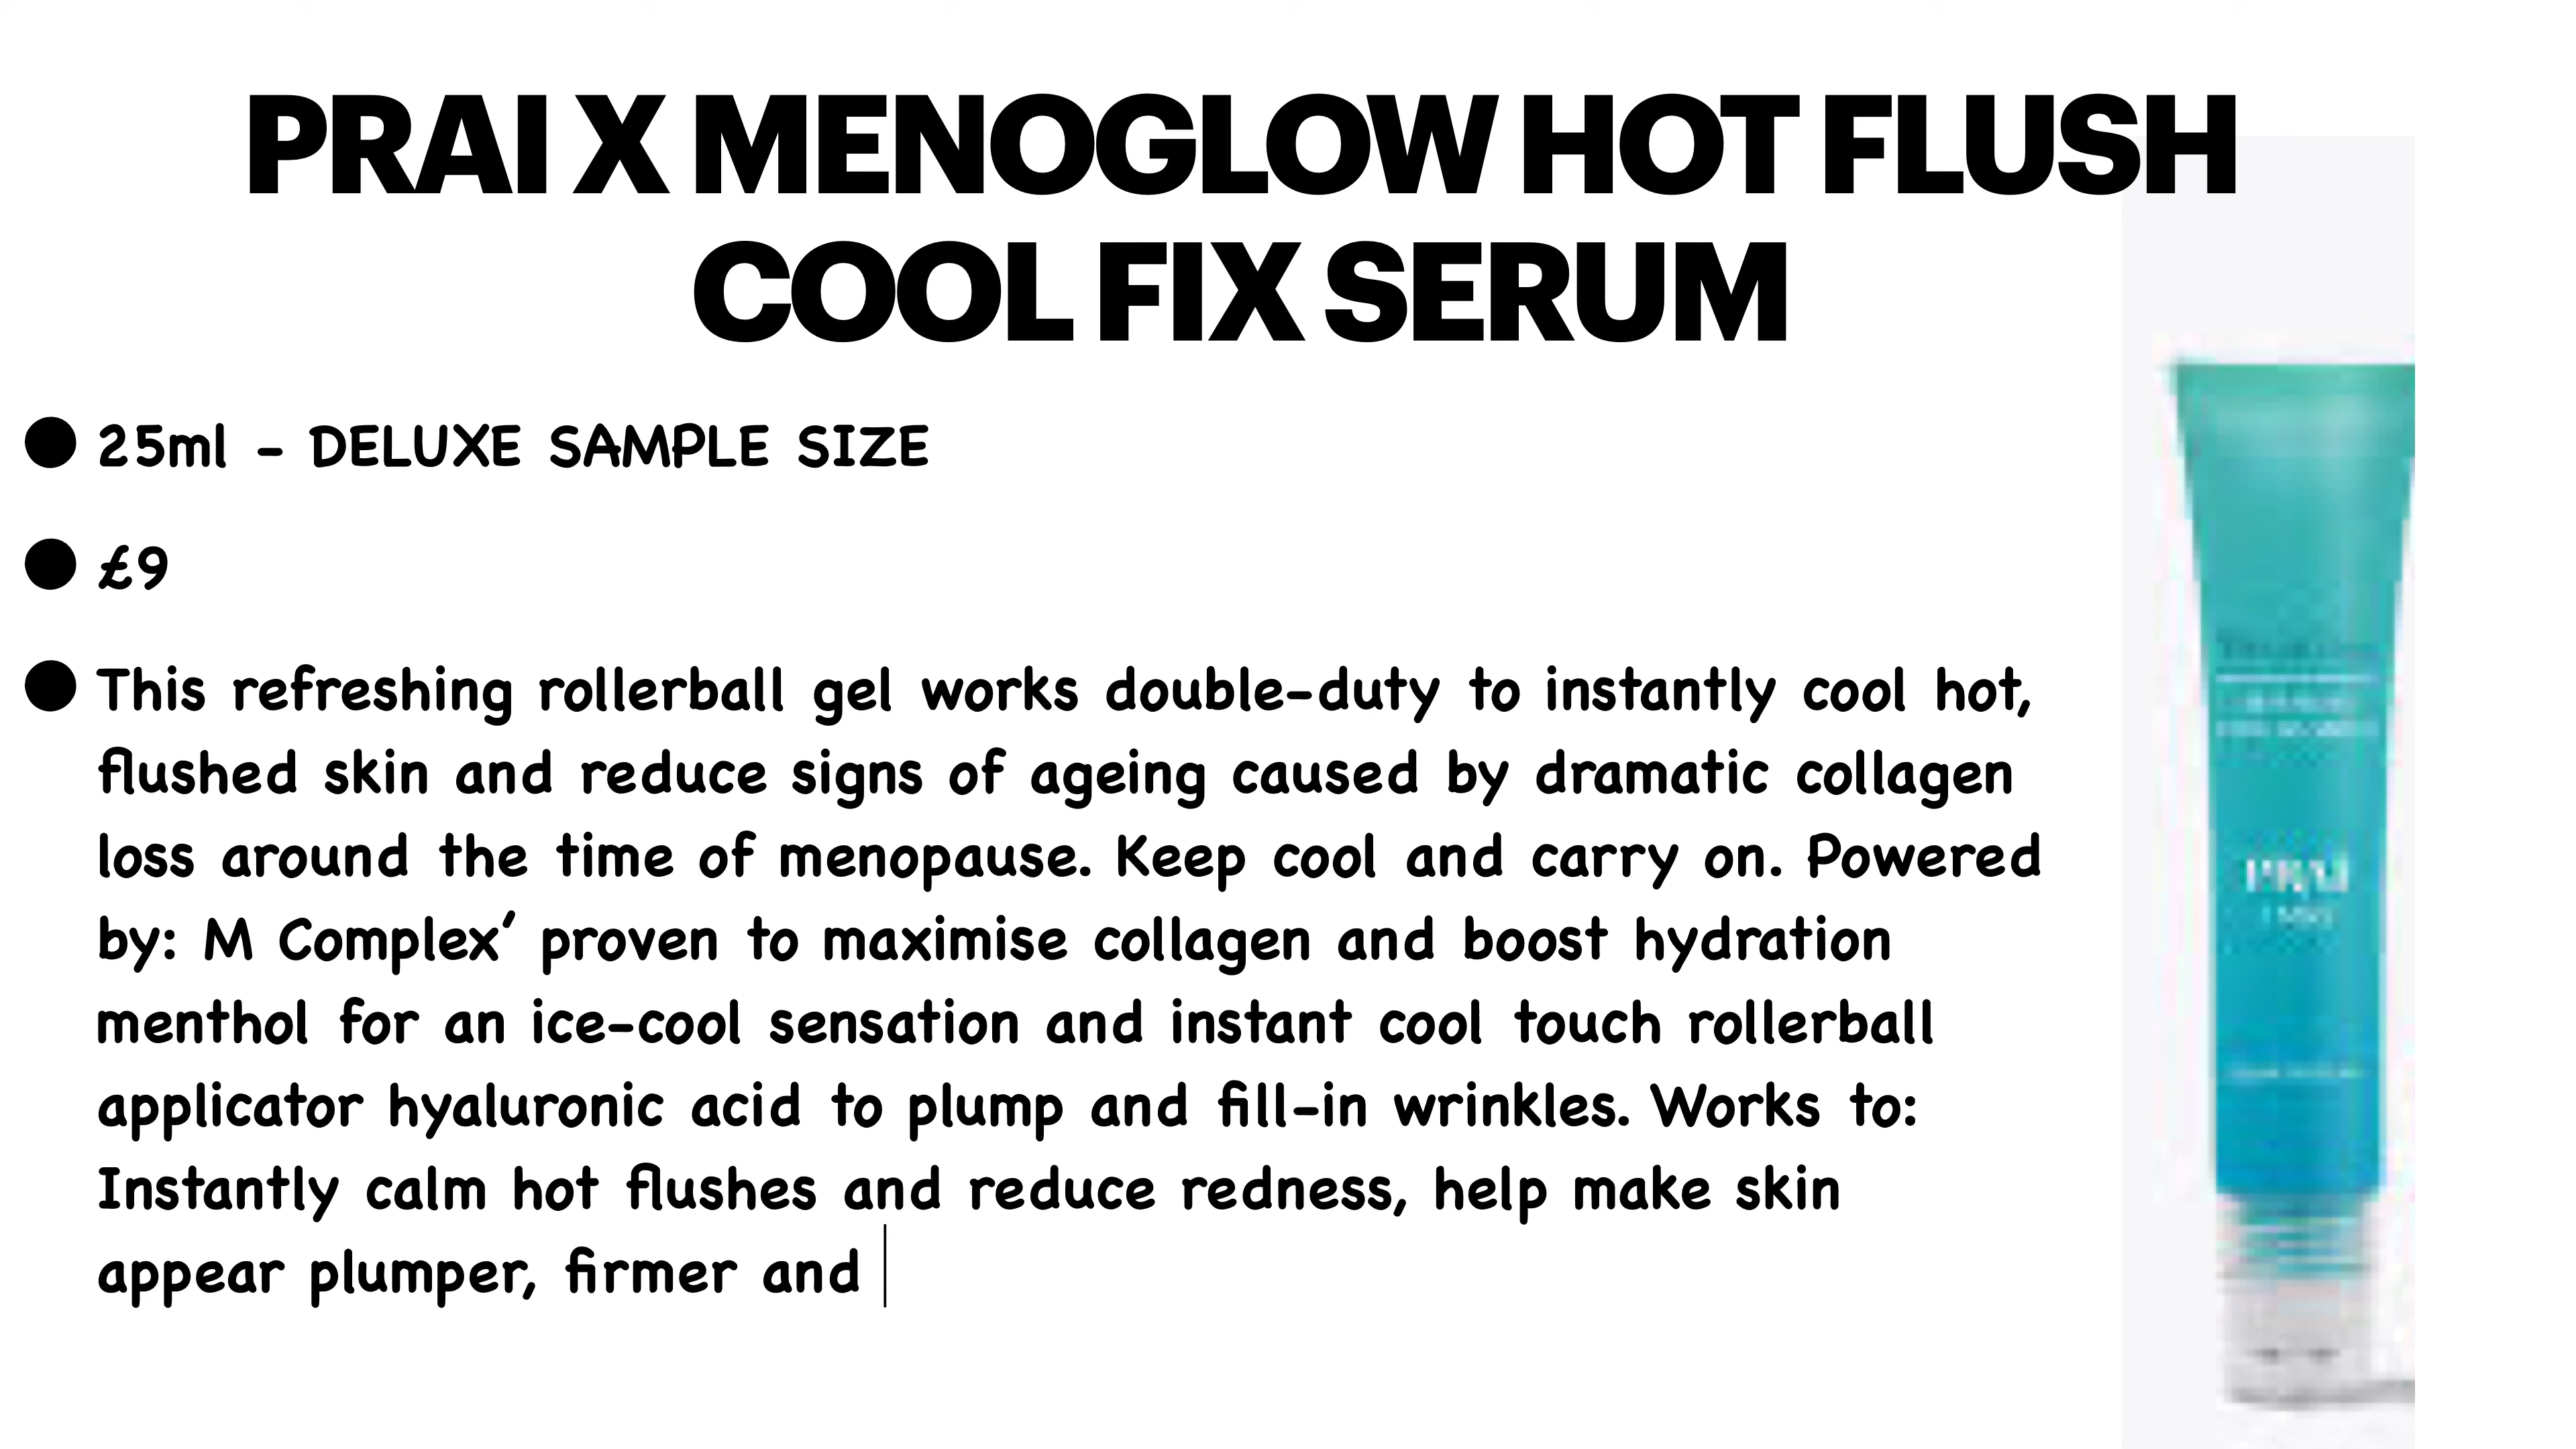 PRAI X MENOGLOW HOT FLUSH
COOL FIX SERUM
25ml - DELUXE SAMPLE SIZE
£9
This refreshing rollerball gel works double-duty to instantly cool hot,
flushed skin and reduce signs of ageing caused by dramatic collagen
loss around the time of menopause. Keep cool and carry on. Powered
by: M Complex’ proven to maximise collagen and boost hydration
menthol for an ice-cool sensation and instant cool touch rollerball
applicator hyaluronic acid to plump and fill-in wrinkles. Works to:
Instantly calm hot flushes and reduce redness, help make skin
appear plumper, firmer and
PRAI